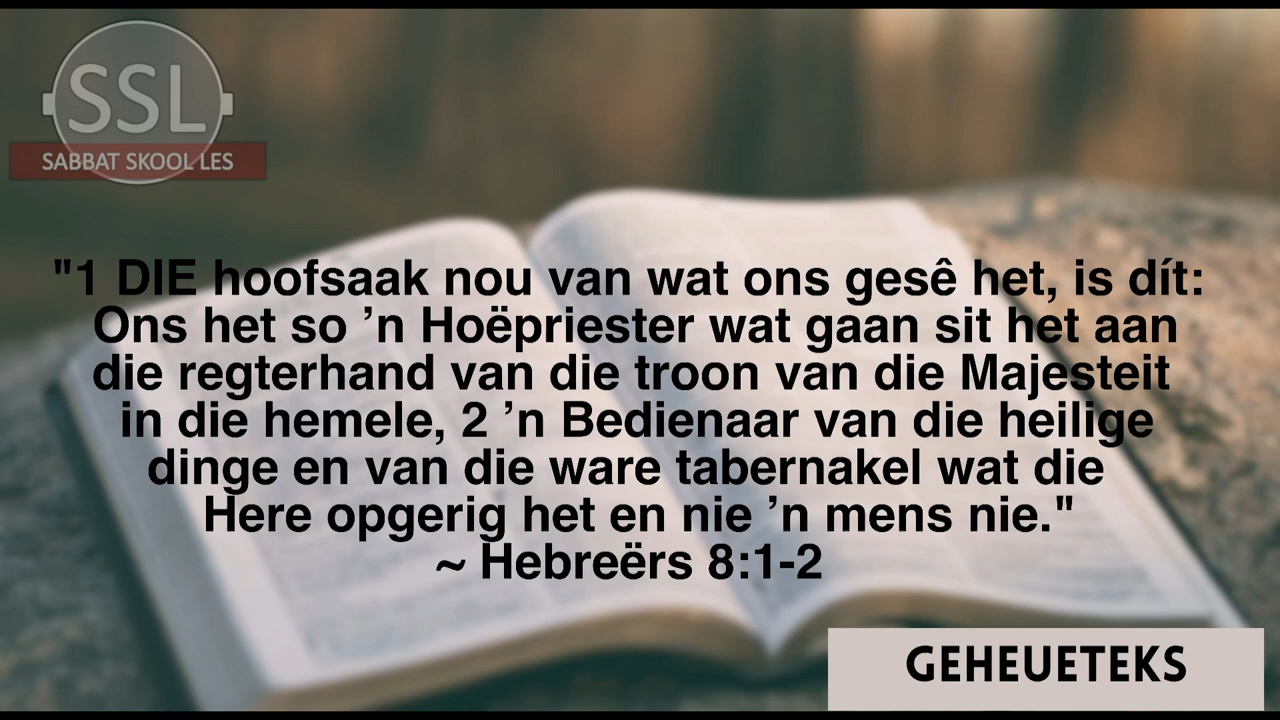 SSL
SABBAT SKOOL LES
"1 DIE hoofsaak nou van wat ons gesê het, is dít:
Ons het so ’n Hoëpriester wat gaan sit het aan
die regterhand van die troon van die Majesteit
in die hemele, 2 ’n Bedienaar van die heilige
dinge en van die ware tabernakel wat die
Here opgerig het en nie ’n mens nie."
~ Hebreërs 8:1-2
GEHEUETEKS